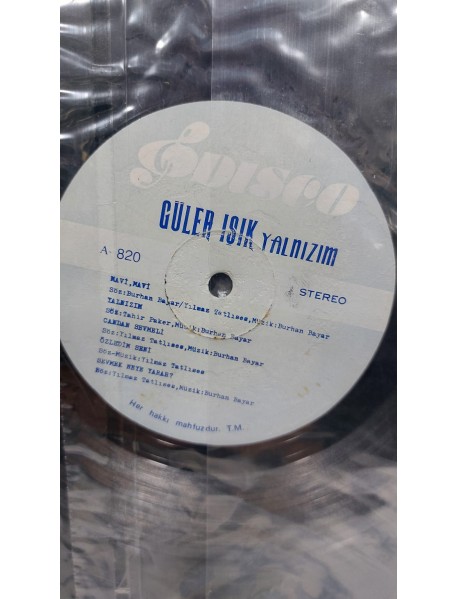 DISCO
GÜLER IŞIK YALNIZIM
A- 820
STEREO
MAVİ,MAVİ
Söz:Burhan Bayar/Yılmaz Tatlıses,Müzik:Burhan Bayar
YALNIZIM
Söz:Tahir Paker,Müzik:Burhan Bayar
CANDAN SEVMELİ
Söz:Yılmaz Tatlıses,Müzik:Burhan Bayar
ÖZLEDİM SENİ
Söz-Müzik:Yılmaz Tatlıses
SEVMEK NEYE YARAR?
Söz:Yılmaz Tatlıses,Müzik:Burhan Bayar
Her hakkı mahfuzdur. T.M.